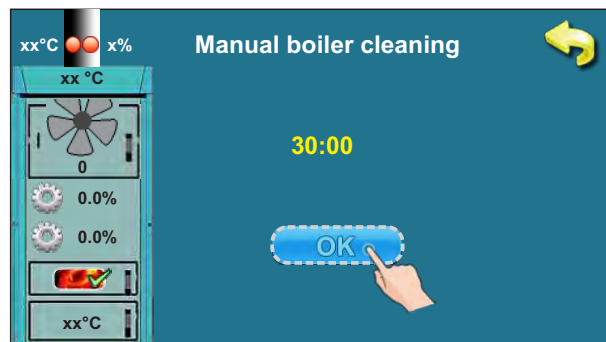 xx°C x% Manual boiler cleaning
xx °C
30:00
0
0.0%
0.0%
OK
xx°C